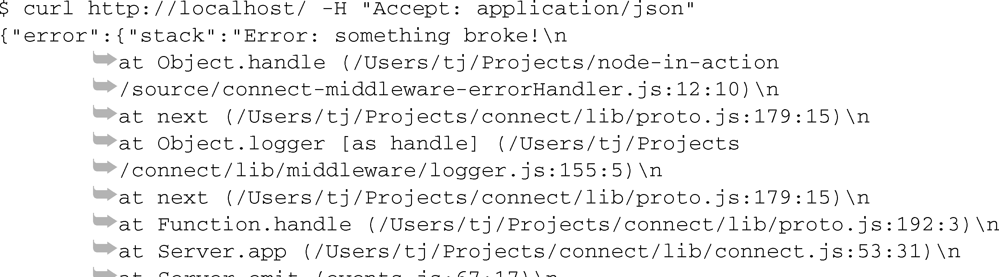 $ curl http://localhost/ -H "Accept: application/json"
{"error":{"stack":"Error: something broke!\n
➥at Object.handle (/Users/tj/Projects/node-in-action
➥/source/connect-middleware-errorHandler.js:12:10)\n
➥at next (/Users/tj/Projects/connect/lib/proto.js:179:15)\n
➥at Object.logger [as handle] (/Users/tj/Projects
➥/connect/lib/middleware/logger.js:155:5)\n
➥at next (/Users/tj/Projects/connect/lib/proto.js:179:15)\n
➥at Function.handle (/Users/tj/Projects/connect/lib/proto.js:192:3)\n
➥at Server.app (/Users/tj/Projects/connect/lib/connect.js:53:31)\n
➥at Server.emit (events.js:67:17)\n